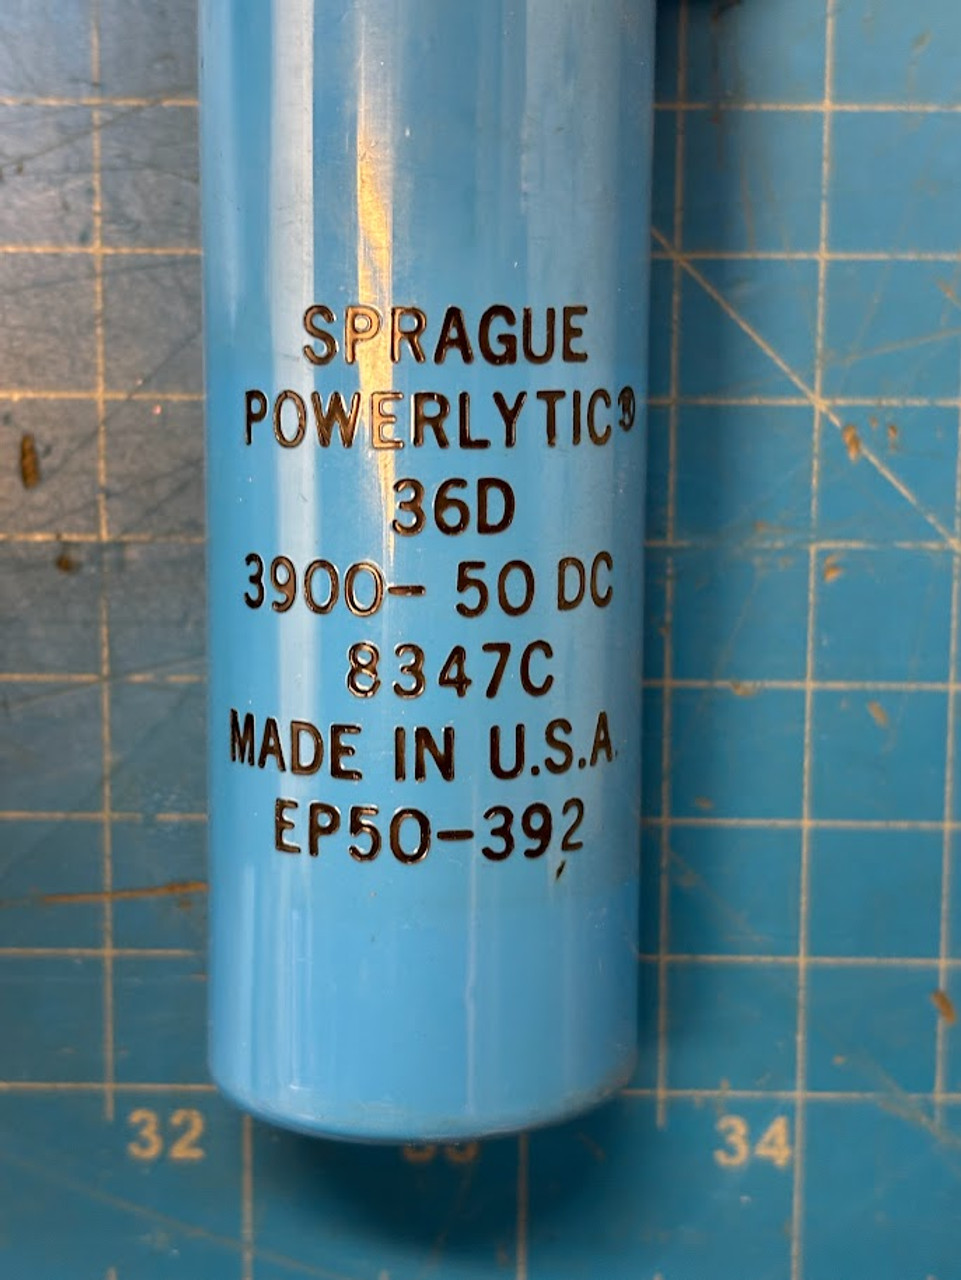 SPRAGUE
POWERLYTIC®
36D
3900- 50 DC
8347C
MADE IN U.S.A.
EP50-392
32 34